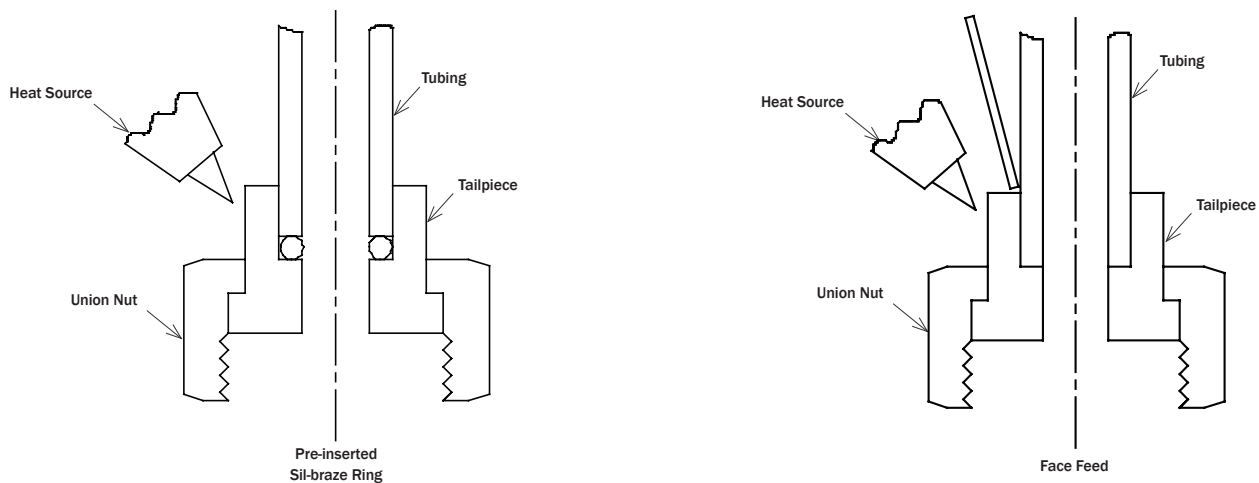 Heat Source
Tubing
Tailpiece
Union Nut
Pre-inserted
Sil-braze Ring
Heat Source
Tubing
Tailpiece
Union Nut
Face Feed